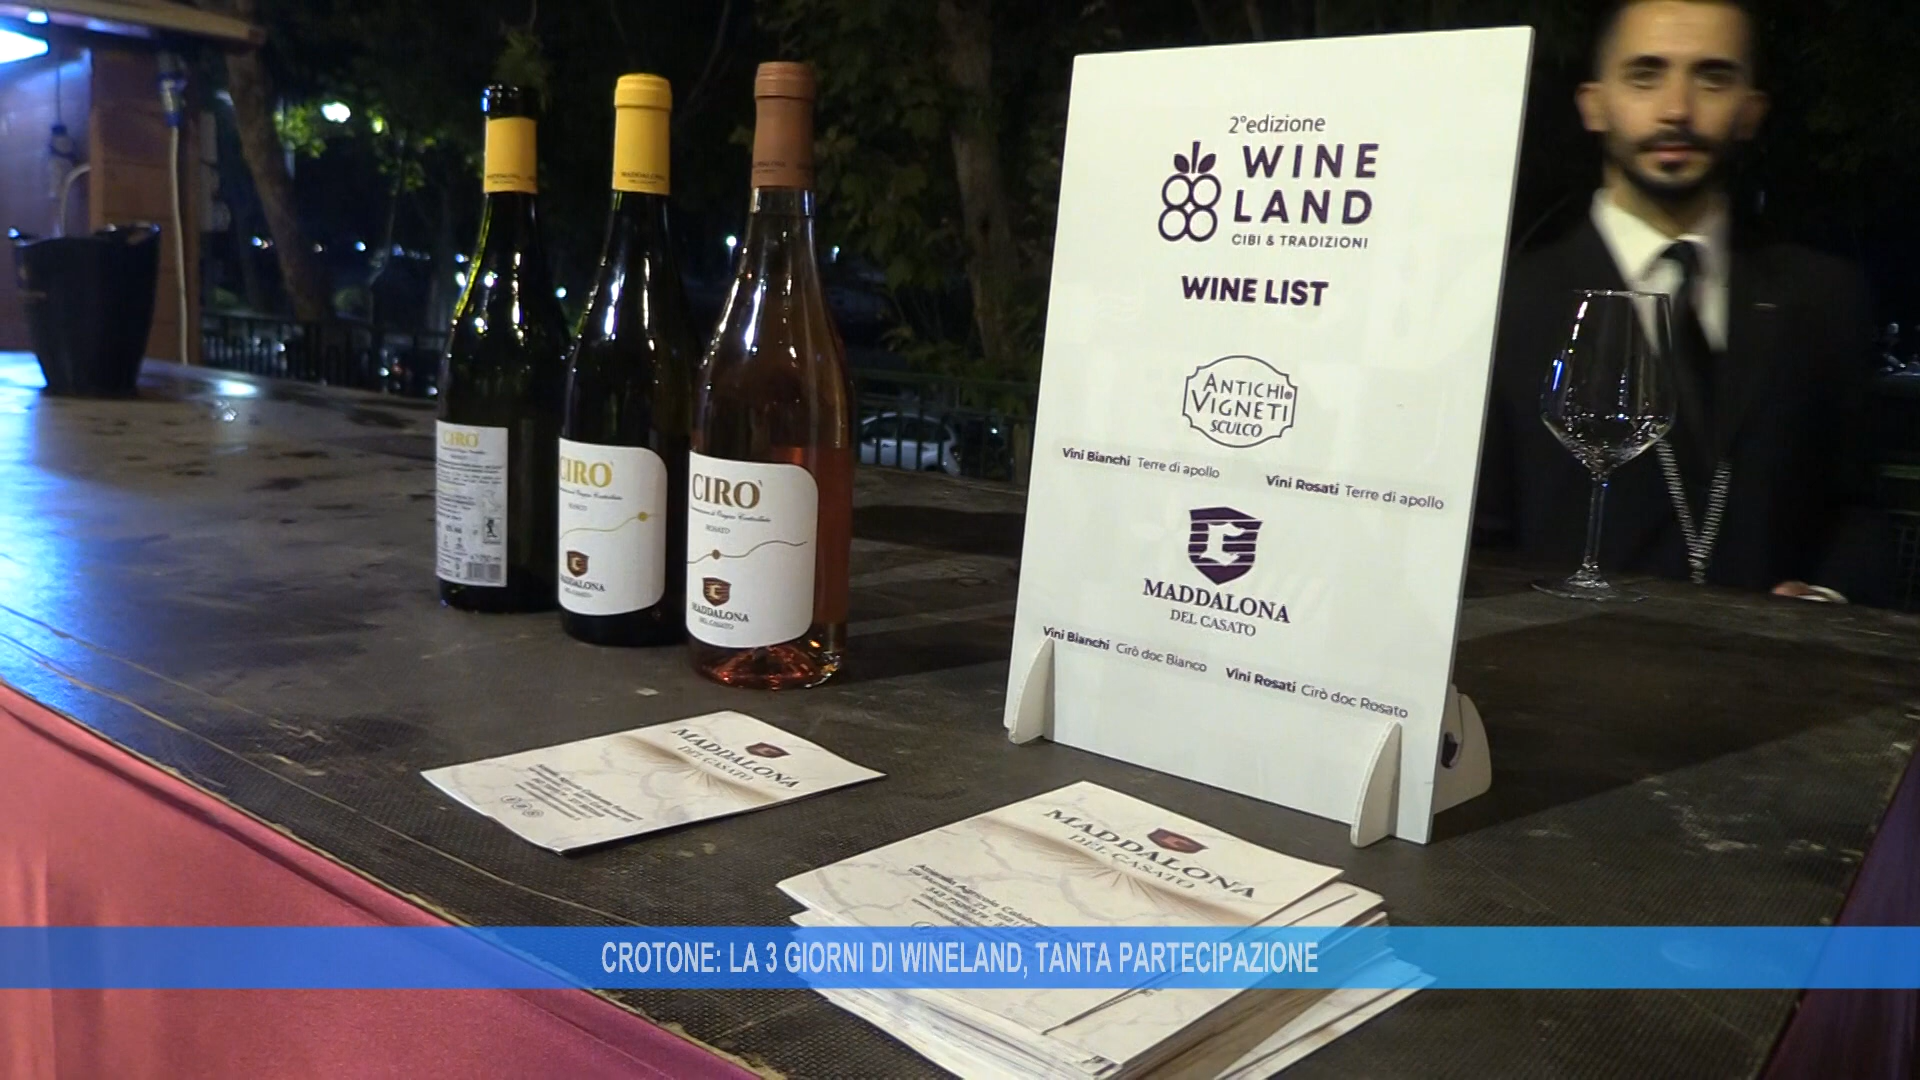 2°edizione
WINE
LAND
CIBI & TRADIZIONI
WINE LIST
ANTICHI
VIGNETI
SCULCO
Vini Bianchi Terre di apollo
Vini Rosati Terre di apollo
MADDALONA
DEL CASATO
Vini Bianchi Cirò doc Bianco
Vini Rosati Cirò doc Rosato
CIRO'
CIRO'
BIANCO
MADDALONA
DEL CASATO
CIRO'
ROSATO
MADDALONA
DEL CASATO
MADDALONA
DEL CASATO
MADDALONA
DEL CASATO
CROTONE: LA 3 GIORNI DI WINELAND, TANTA PARTECIPAZIONE